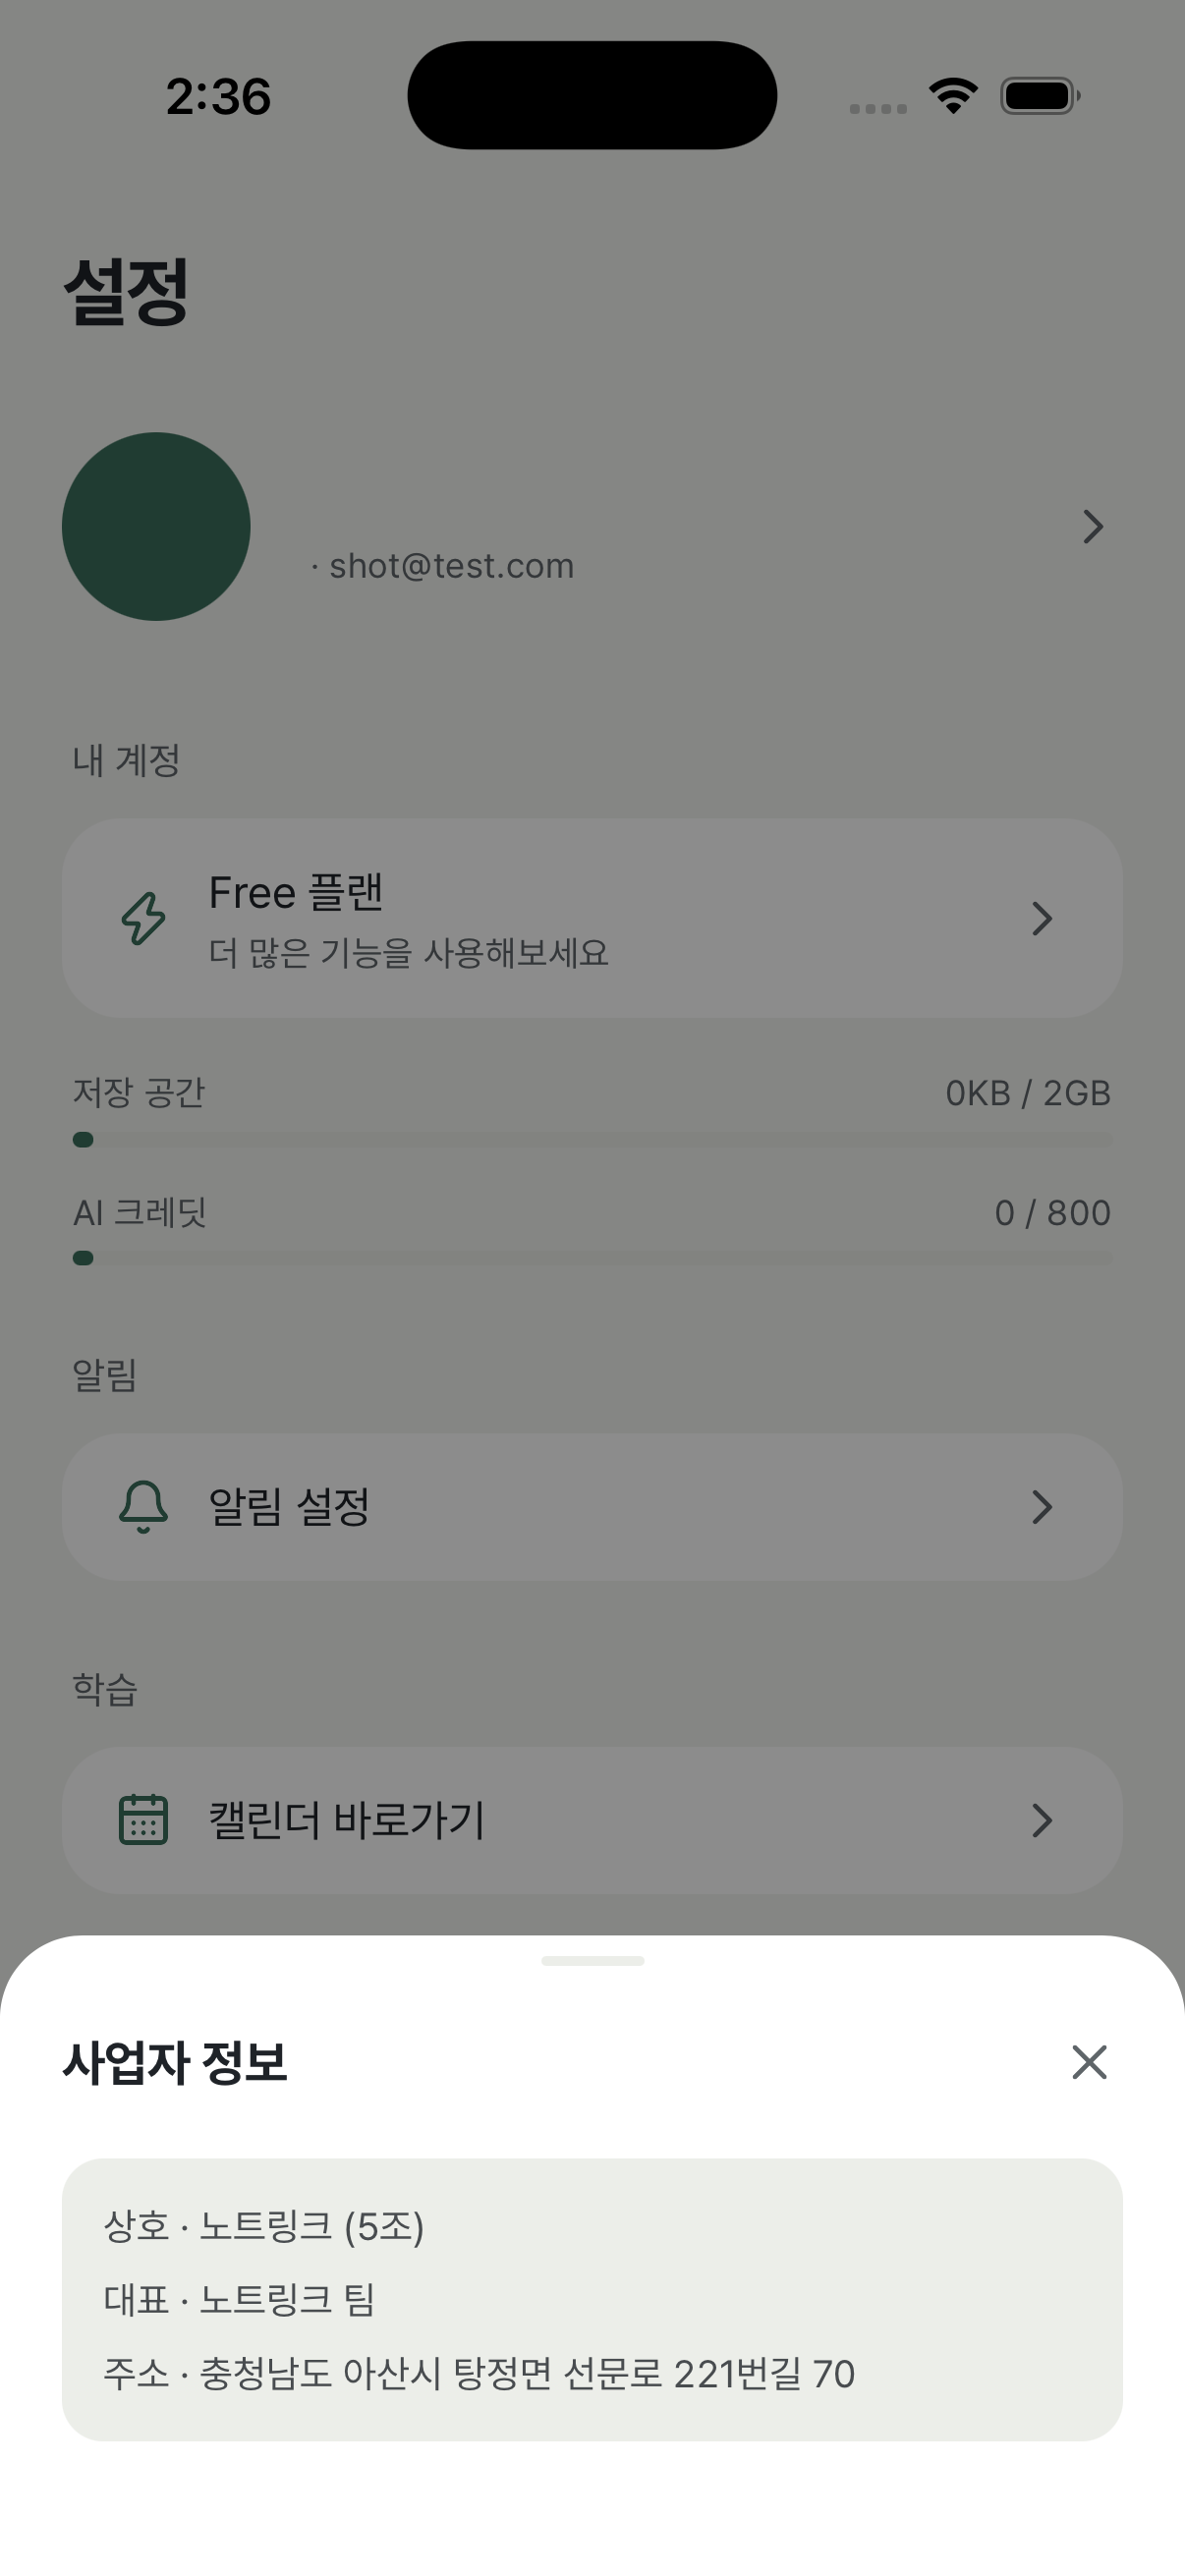 2:36
설정
· shot@test.com
내 계정
Free 플랜
더 많은 기능을 사용해보세요
저장 공간 0KB / 2GB
AI 크레딧 0 / 800
알림
알림 설정
학습
캘린더 바로가기
사업자 정보
상호 · 노트링크 (5조)
대표 · 노트링크 팀
주소 · 충청남도 아산시 탕정면 선문로 221번길 70